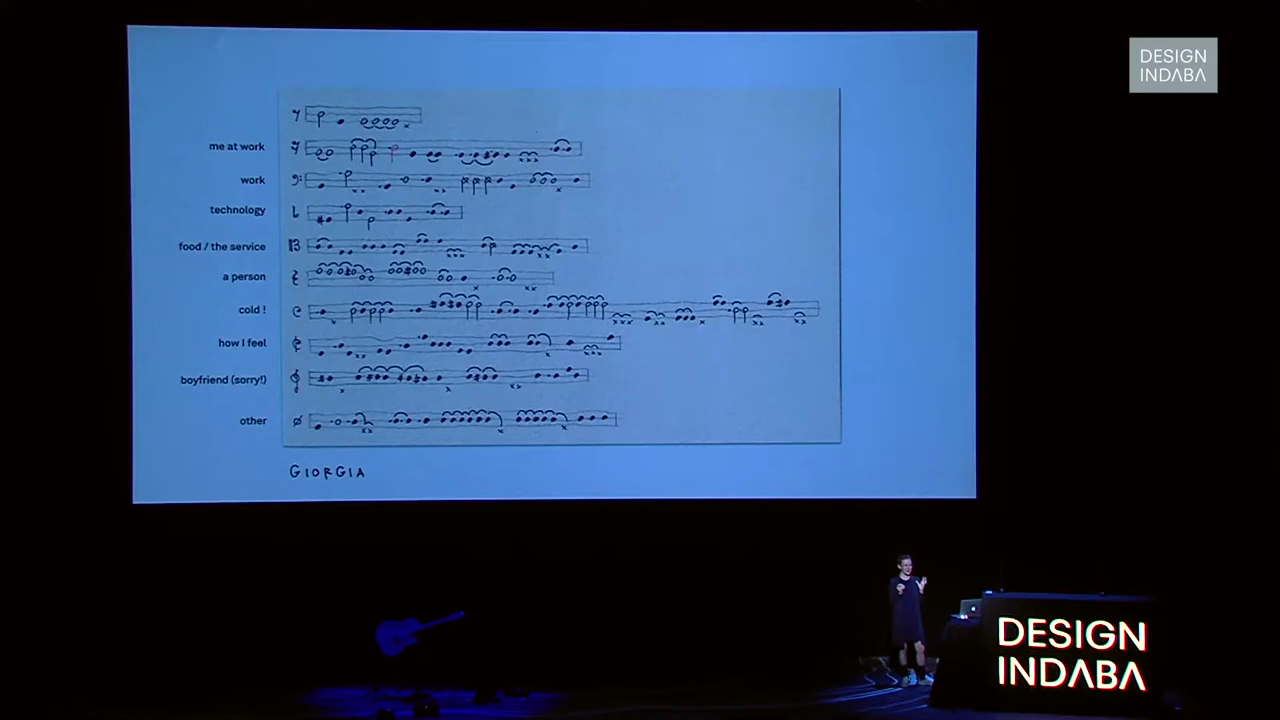 DESIGN
INDABA
me at work
work
technology
food / the service
a person
cold !
how I feel
boyfriend (sorry!)
other
GIORGIA
DESIGN
INDABA